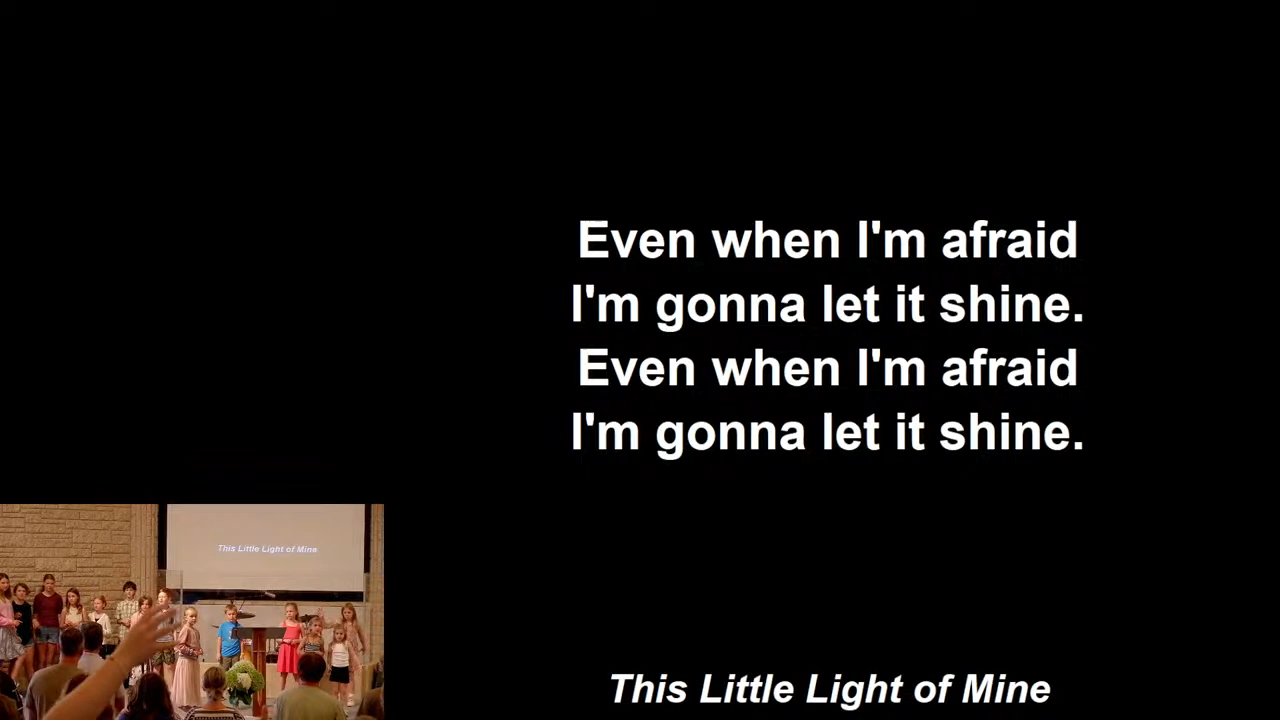 Even when I'm afraid
I'm gonna let it shine.
Even when I'm afraid
I'm gonna let it shine.
This Little Light of Mine
This Little Light of Mine